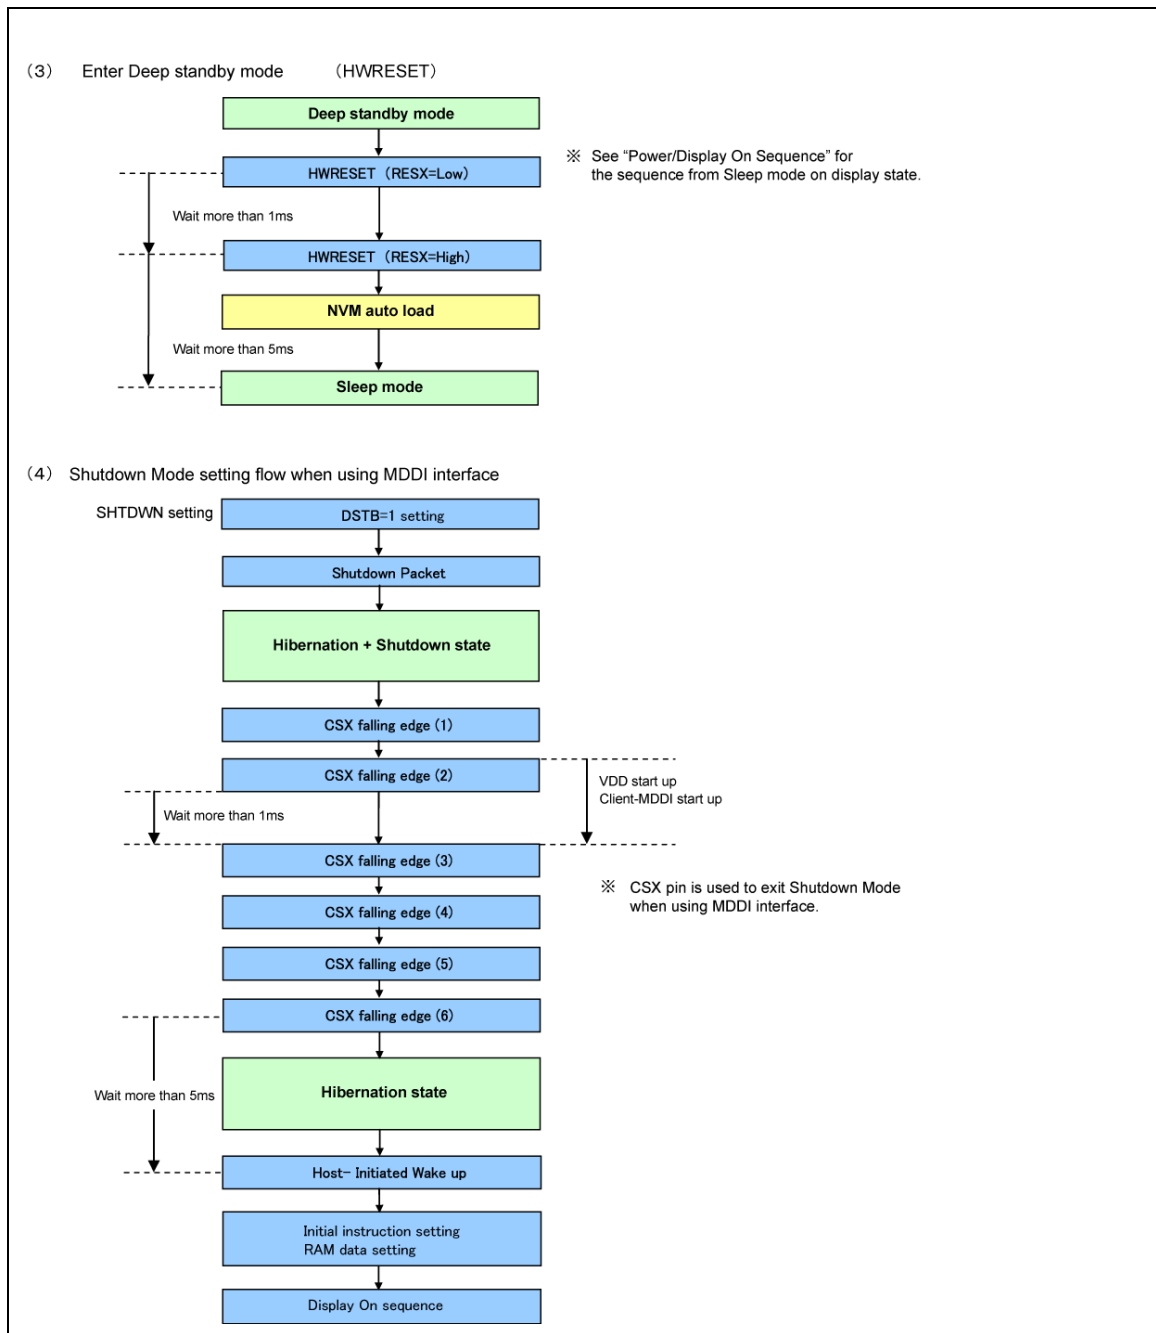 （3） Enter Deep standby mode （HWRESET）
Deep standby mode
※ See “Power/Display On Sequence” for
the sequence from Sleep mode on display state.
HWRESET （RESX=Low）
Wait more than 1ms
HWRESET （RESX=High）
NVM auto load
Wait more than 5ms
Sleep mode
（4） Shutdown Mode setting flow when using MDDI interface
SHTDWN setting
DSTB=1 setting
Shutdown Packet
Hibernation + Shutdown state
CSX falling edge (1)
CSX falling edge (2)
VDD start up
Client-MDDI start up
Wait more than 1ms
CSX falling edge (3)
※ CSX pin is used to exit Shutdown Mode
when using MDDI interface.
CSX falling edge (4)
CSX falling edge (5)
CSX falling edge (6)
Wait more than 5ms
Hibernation state
Host- Initiated Wake up
Initial instruction setting
RAM data setting
Display On sequence